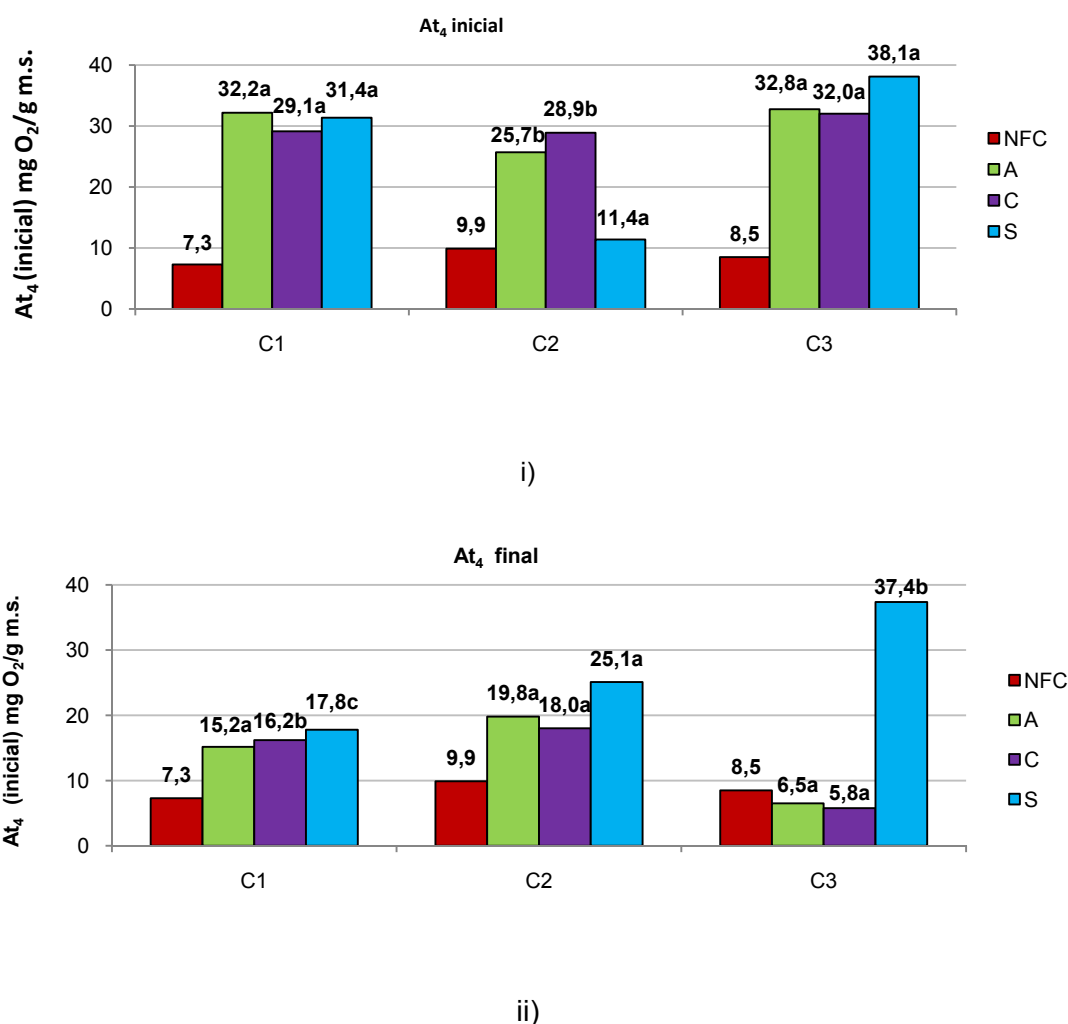 At₄ inicial
At₄ (inicial) mg O₂/g m.s.
40
30
20
10
0
7,3
32,2a
29,1a
31,4a
9,9
25,7b
28,9b
11,4a
8,5
32,8a
32,0a
38,1a
C1
C2
C3
NFC
A
C
S
i)
At₄ final
At₄ (inicial) mg O₂/g m.s.
40
30
20
10
0
7,3
15,2a
16,2b
17,8c
9,9
19,8a
18,0a
25,1a
8,5
6,5a
5,8a
37,4b
C1
C2
C3
NFC
A
C
S
ii)